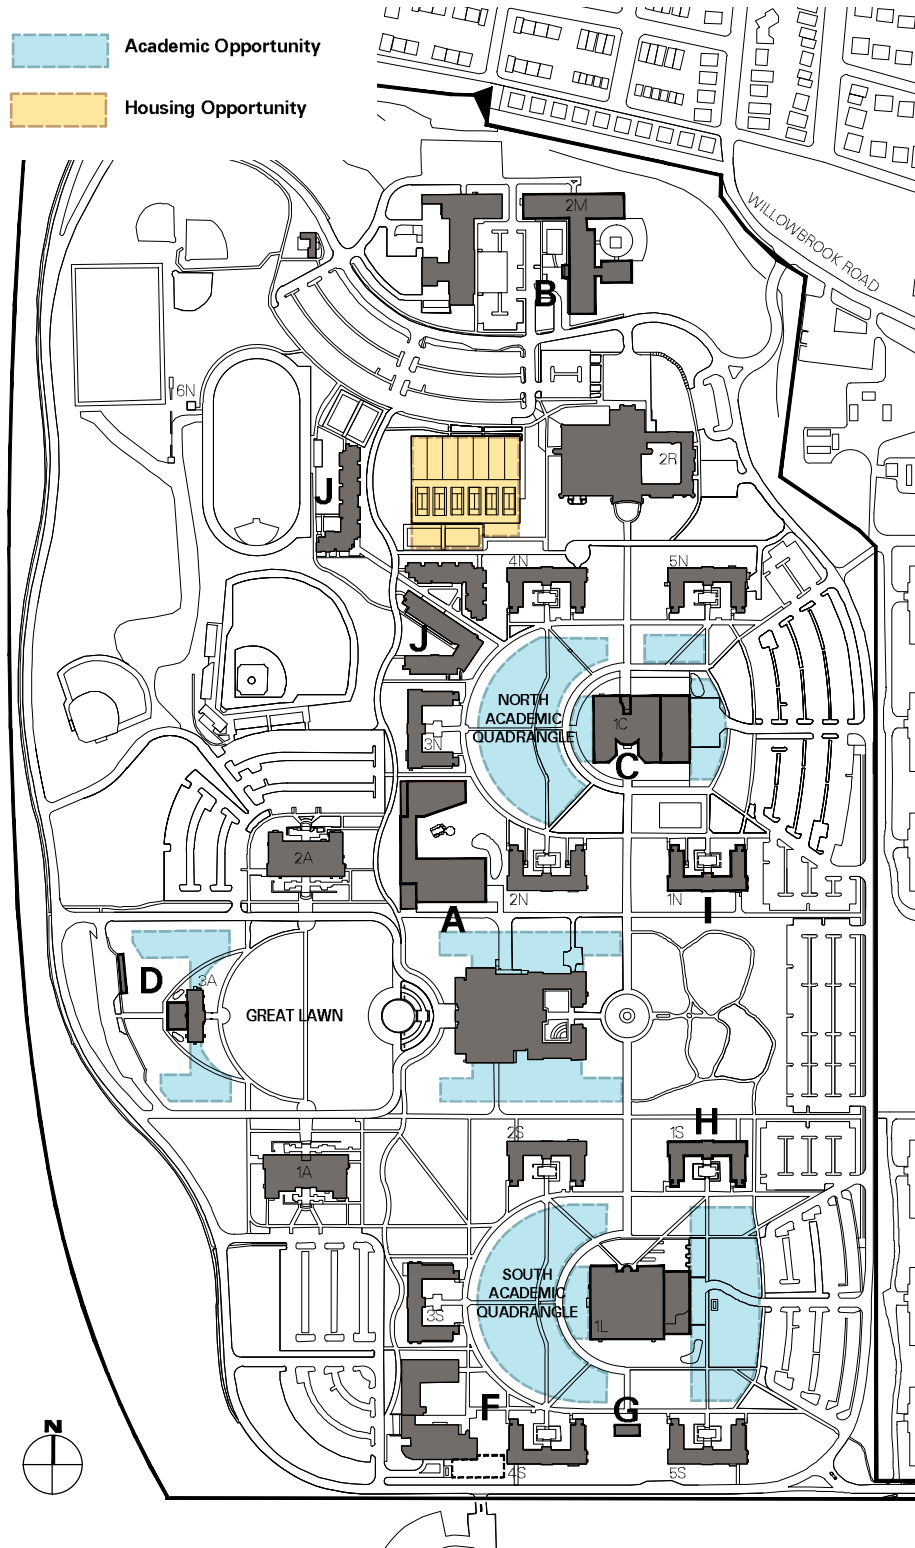 Academic Opportunity
Housing Opportunity
WILLOWBROOK ROAD
2M
B
6N
2R
J
4N
5N
J
NORTH
ACADEMIC
QUADRANGLE
1C
3N
C
2A
2N
1N
I
A
D
3A
GREAT LAWN
H
2S
1S
1A
SOUTH
ACADEMIC
QUADRANGLE
3S
1L
F
G
N
4S
5S